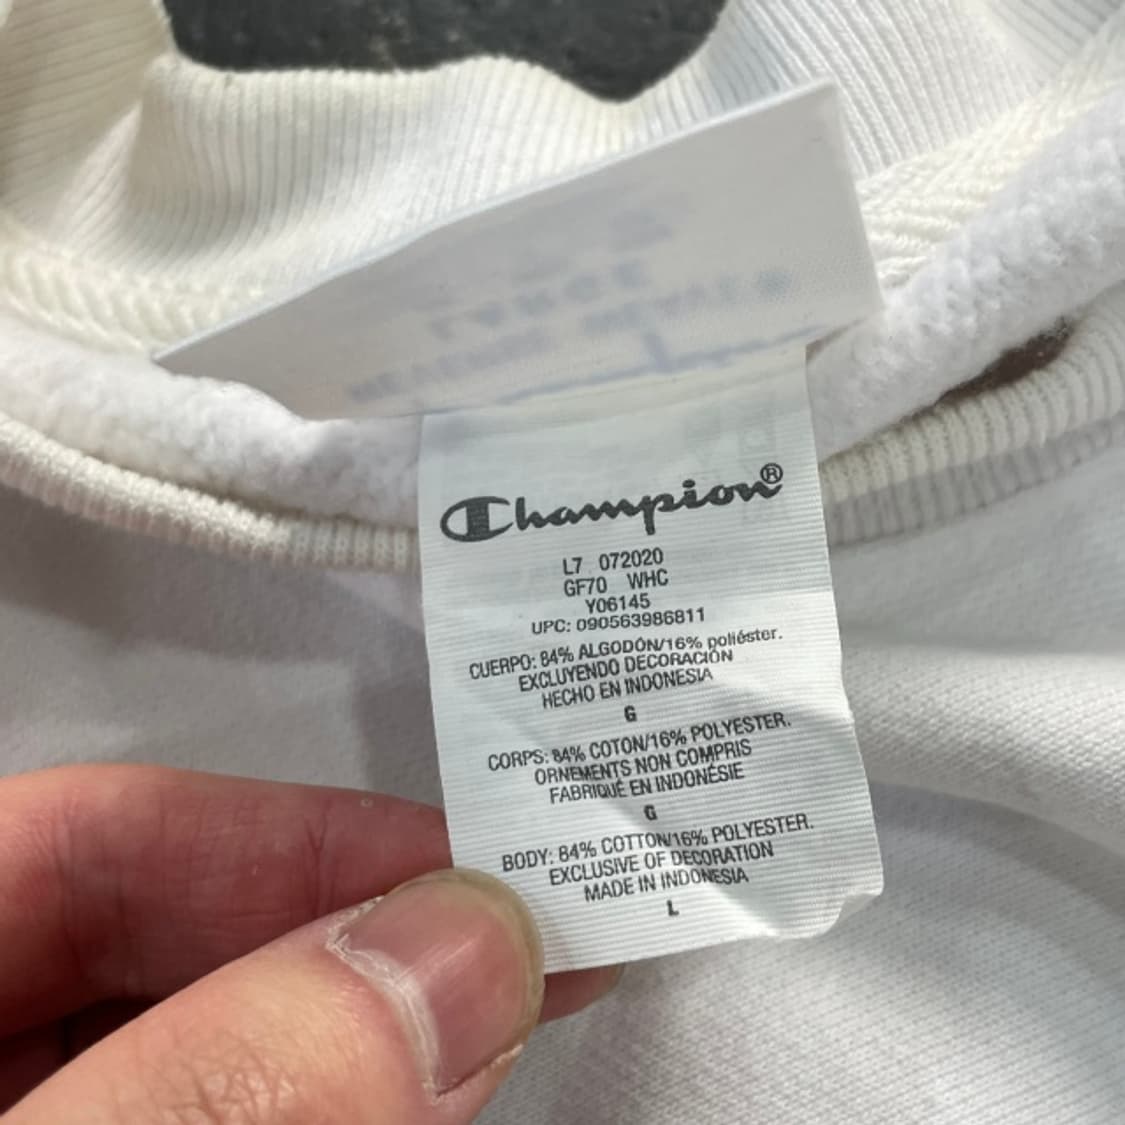 Champion®
L7 072020
GF70 WHC
Y06145
UPC: 090563986811
CUERPO: 84% ALGODÓN/16% poliéster.
EXCLUYENDO DECORACIÓN
HECHO EN INDONESIA
G
CORPS: 84% COTON/16% POLYESTER.
ORNEMENTS NON COMPRIS
FABRIQUÉ EN INDONÉSIE
G
BODY: 84% COTTON/16% POLYESTER.
EXCLUSIVE OF DECORATION
MADE IN INDONESIA
L